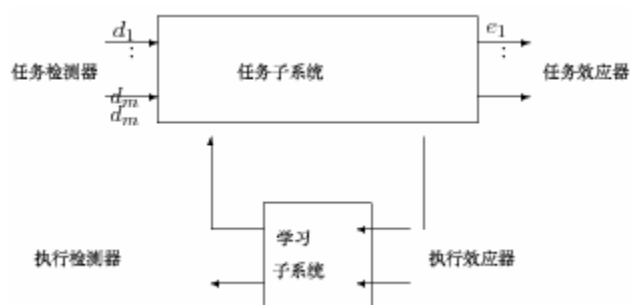 d1
e1
⋮
⋮
任务检测器
任务子系统
任务效应器
dm
dm
学习
执行检测器
执行效应器
子系统